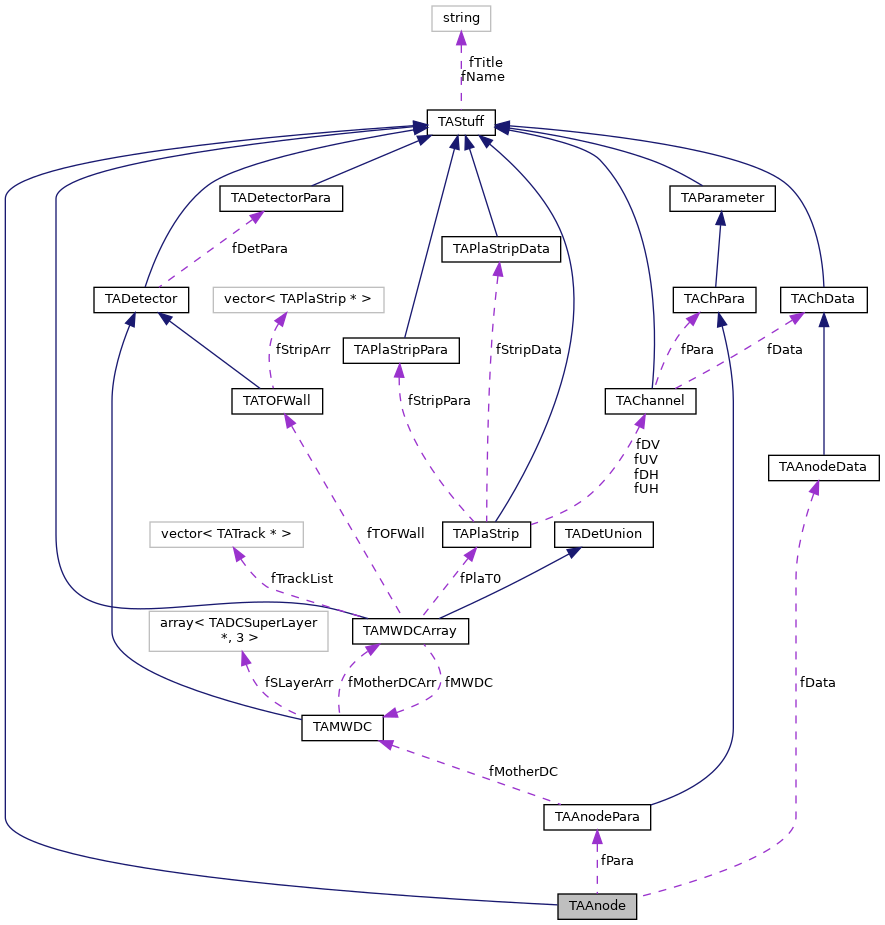 string
fTitle
fName
TAStuff
TADetectorPara
TAParameter
fDetPara
TAPlaStripData
TADetector
vector< TAPlaStrip * >
TAChPara
TAChData
fStripArr
TAPlaStripPara
fStripData
fPara
fData
TATOFWall
fStripPara
TAChannel
fDV
fUV
fDH
fUH
TAAnodeData
vector< TATrack * >
fTOFWall
TAPlaStrip
TADetUnion
fTrackList
fPlaT0
array< TADCSuperLayer
*, 3 >
TAMWDCArray
fSLayerArr
fMotherDCArr
fMWDC
fData
TAMWDC
fMotherDC
TAAnodePara
fPara
TAAnode